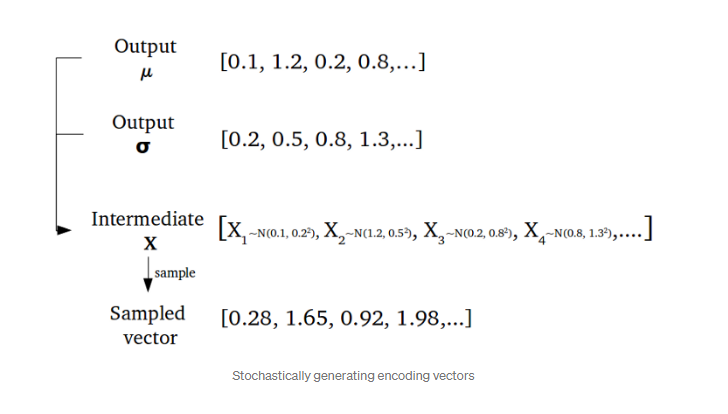 Output
μ
[0.1, 1.2, 0.2, 0.8,...]
Output
σ
[0.2, 0.5, 0.8, 1.3,...]
Intermediate
X
[X₁~N(0.1, 0.2²), X₂~N(1.2, 0.5²), X₃~N(0.2, 0.8²), X₄~N(0.8, 1.3²),....]
sample
Sampled
vector
[0.28, 1.65, 0.92, 1.98,...]
Stochastically generating encoding vectors